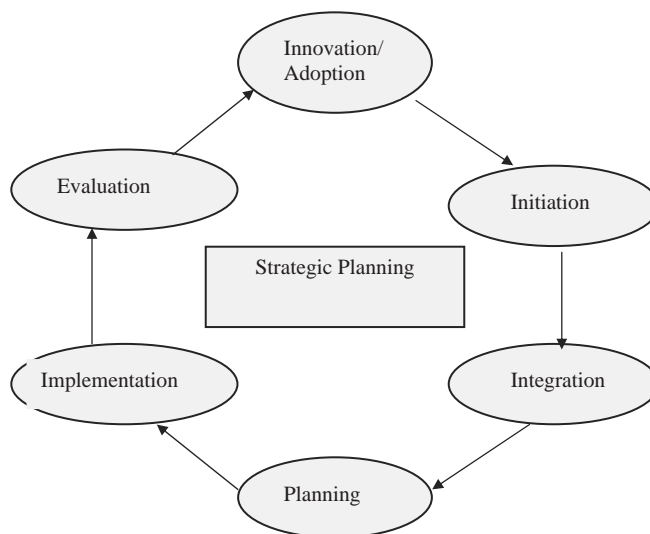 Innovation/
Adoption
Evaluation
Initiation
Strategic Planning
Implementation
Integration
Planning